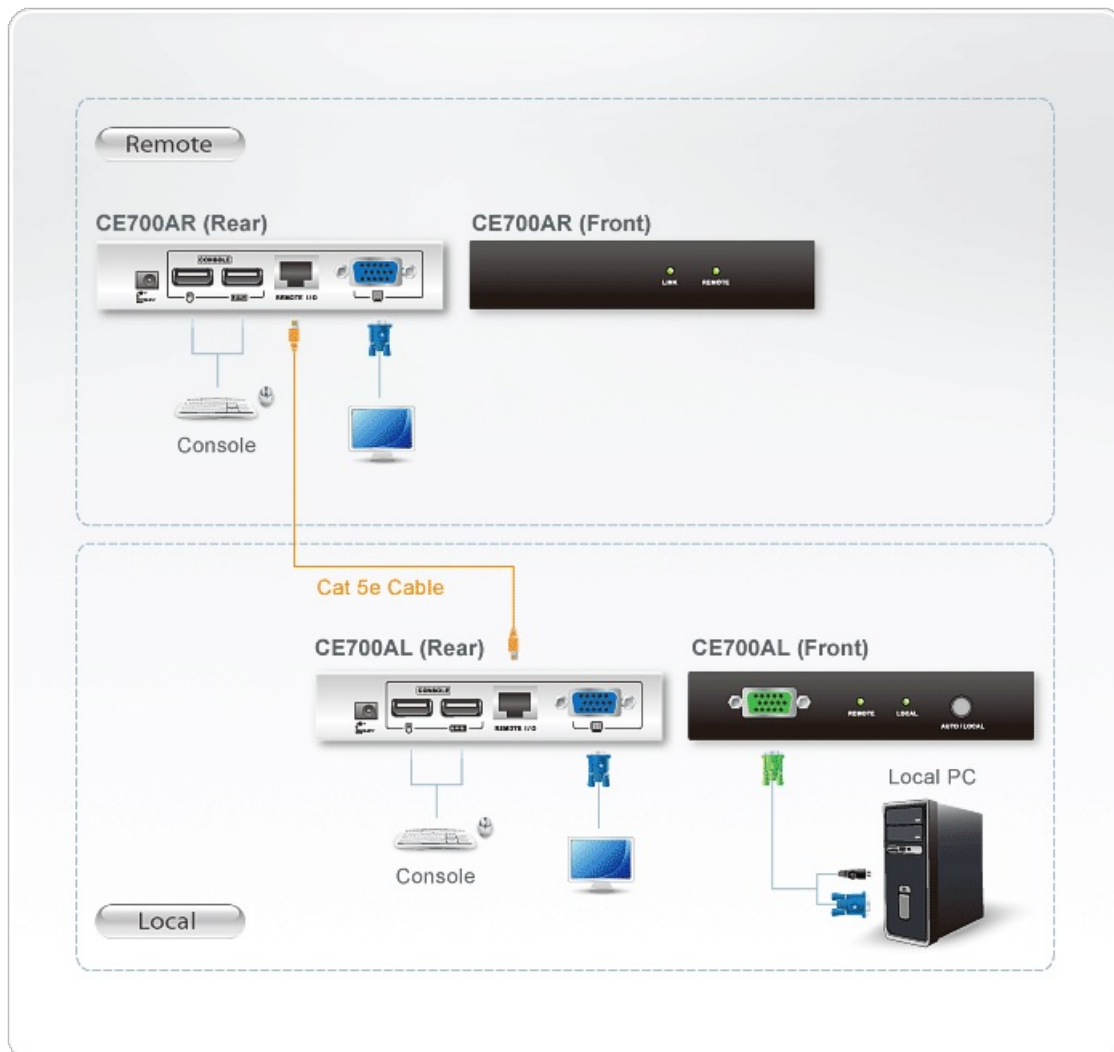 Remote
CE700AR (Rear)
CE700AR (Front)
CONSOLE
REMOTE I/O
LINK
REMOTE
Console
Cat 5e Cable
CE700AL (Rear)
CE700AL (Front)
CONSOLE
REMOTE I/O
REMOTE
LOCAL
AUTO/LOCAL
Local PC
Console
Local